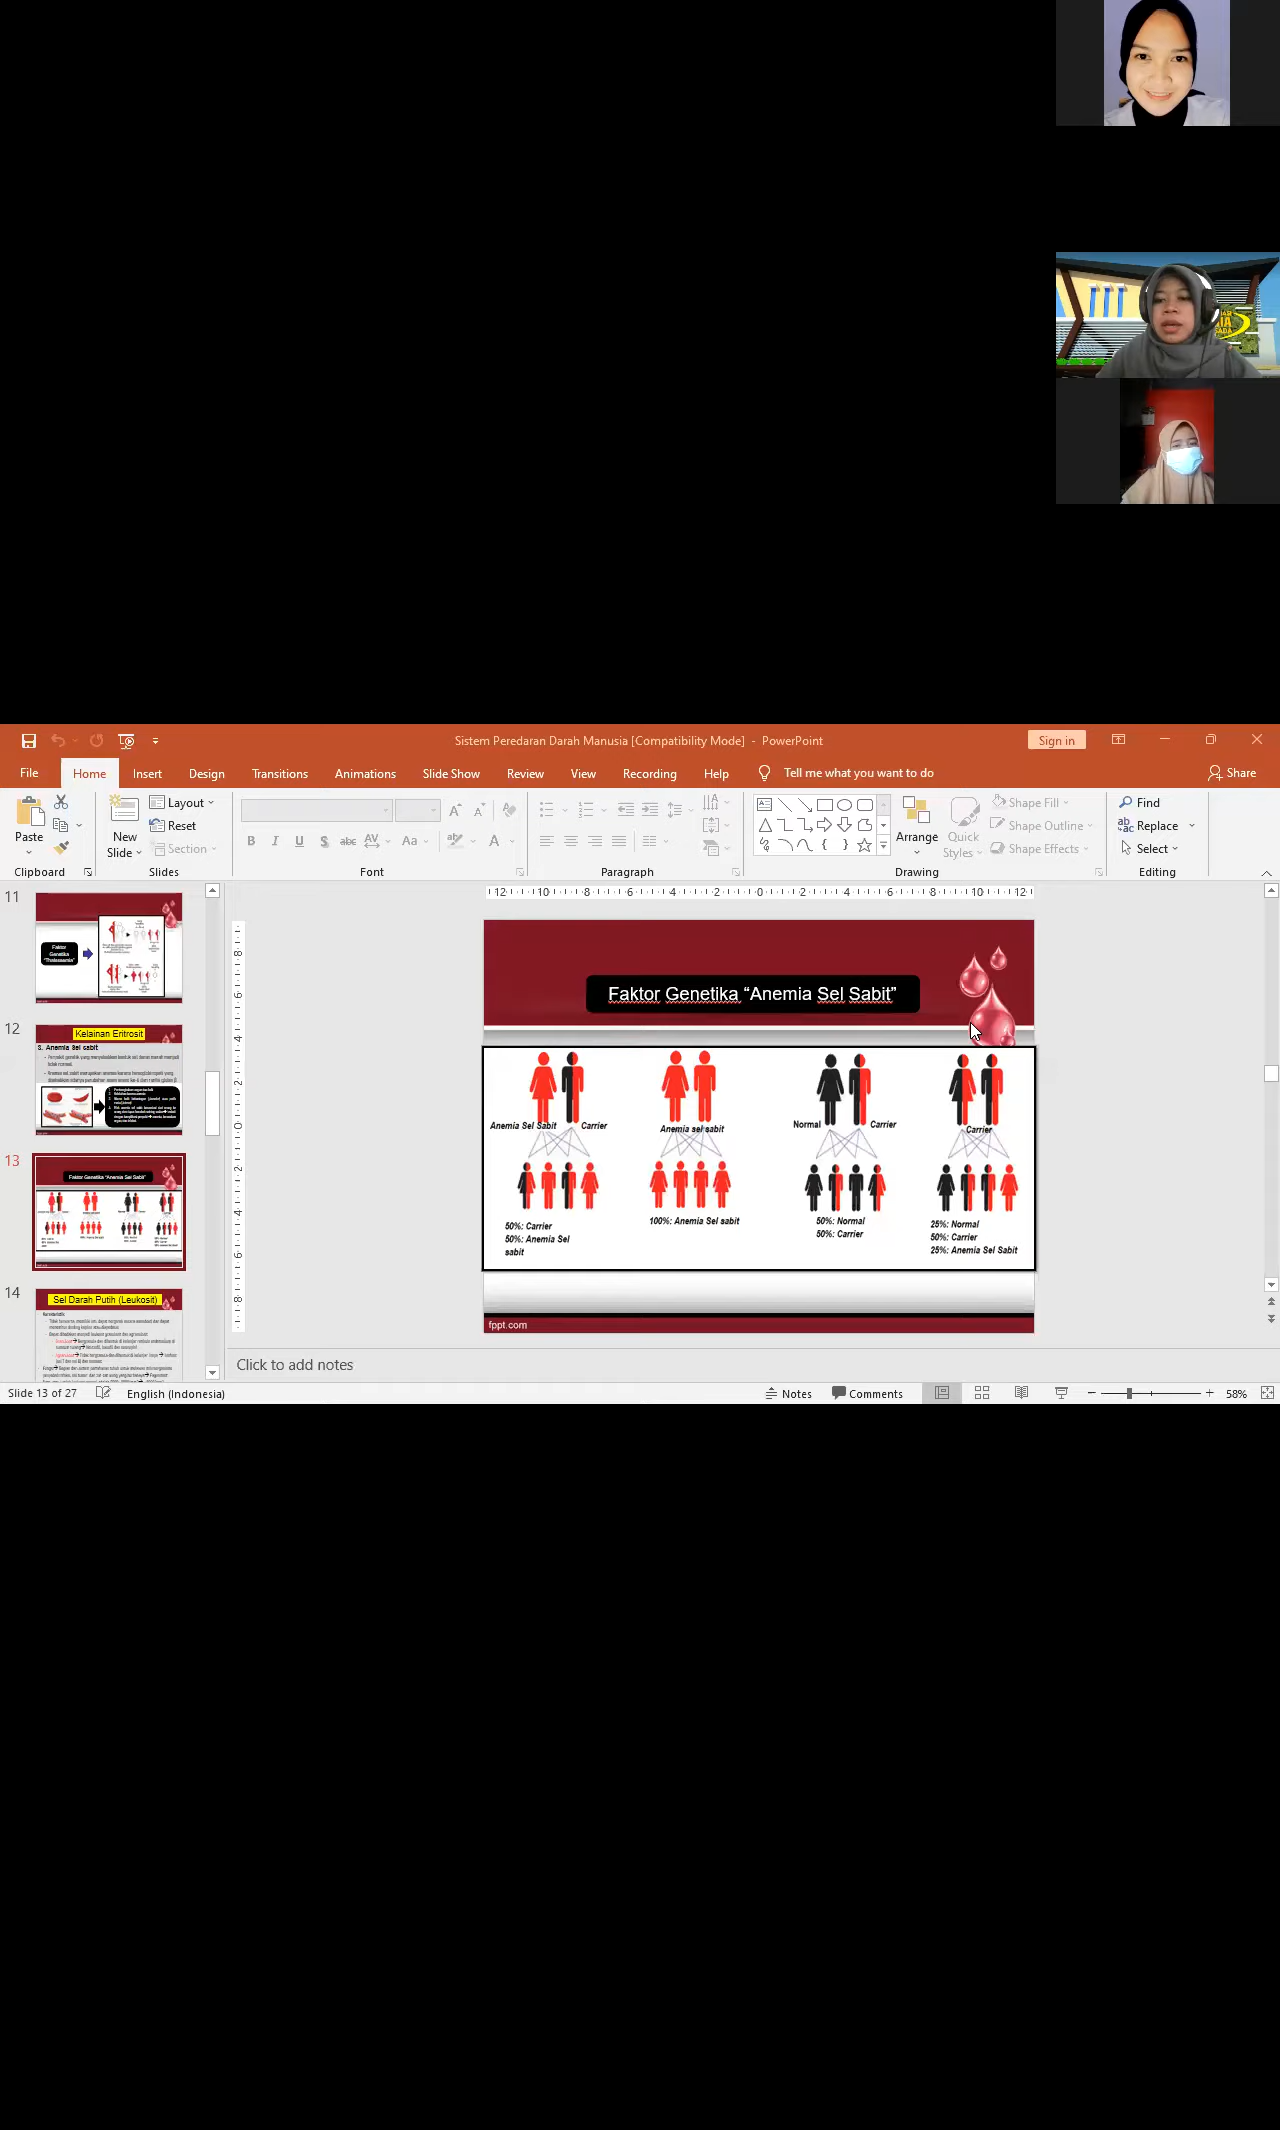 Sistem Peredaran Darah Manusia [Compatibility Mode] - PowerPoint
Sign in
File Home Insert Design Transitions Animations Slide Show Review View Recording Help Tell me what you want to do Share
Paste
Clipboard
New Slide
Layout
Reset
Section
Slides
Font
Paragraph
Arrange
Quick Styles
Shape Fill
Shape Outline
Shape Effects
Drawing
Find
Replace
Select
Editing
11
Faktor
Genetika
"Thalassemia"
12
Kelainan Eritrosit
3. Anemia Sel sabit
13
Faktor Genetika "Anemia Sel Sabit"
14
Sel Darah Putih (Leukosit)
Faktor Genetika “Anemia Sel Sabit”
Anemia Sel Sabit Carrier
Anemia sel sabit
Normal Carrier
Carrier
50%: Carrier
50%: Anemia Sel
sabit
100%: Anemia Sel sabit
50%: Normal
50%: Carrier
25%: Normal
50%: Carrier
25%: Anemia Sel Sabit
fppt.com
Click to add notes
Slide 13 of 27 English (Indonesia) Notes Comments 58%